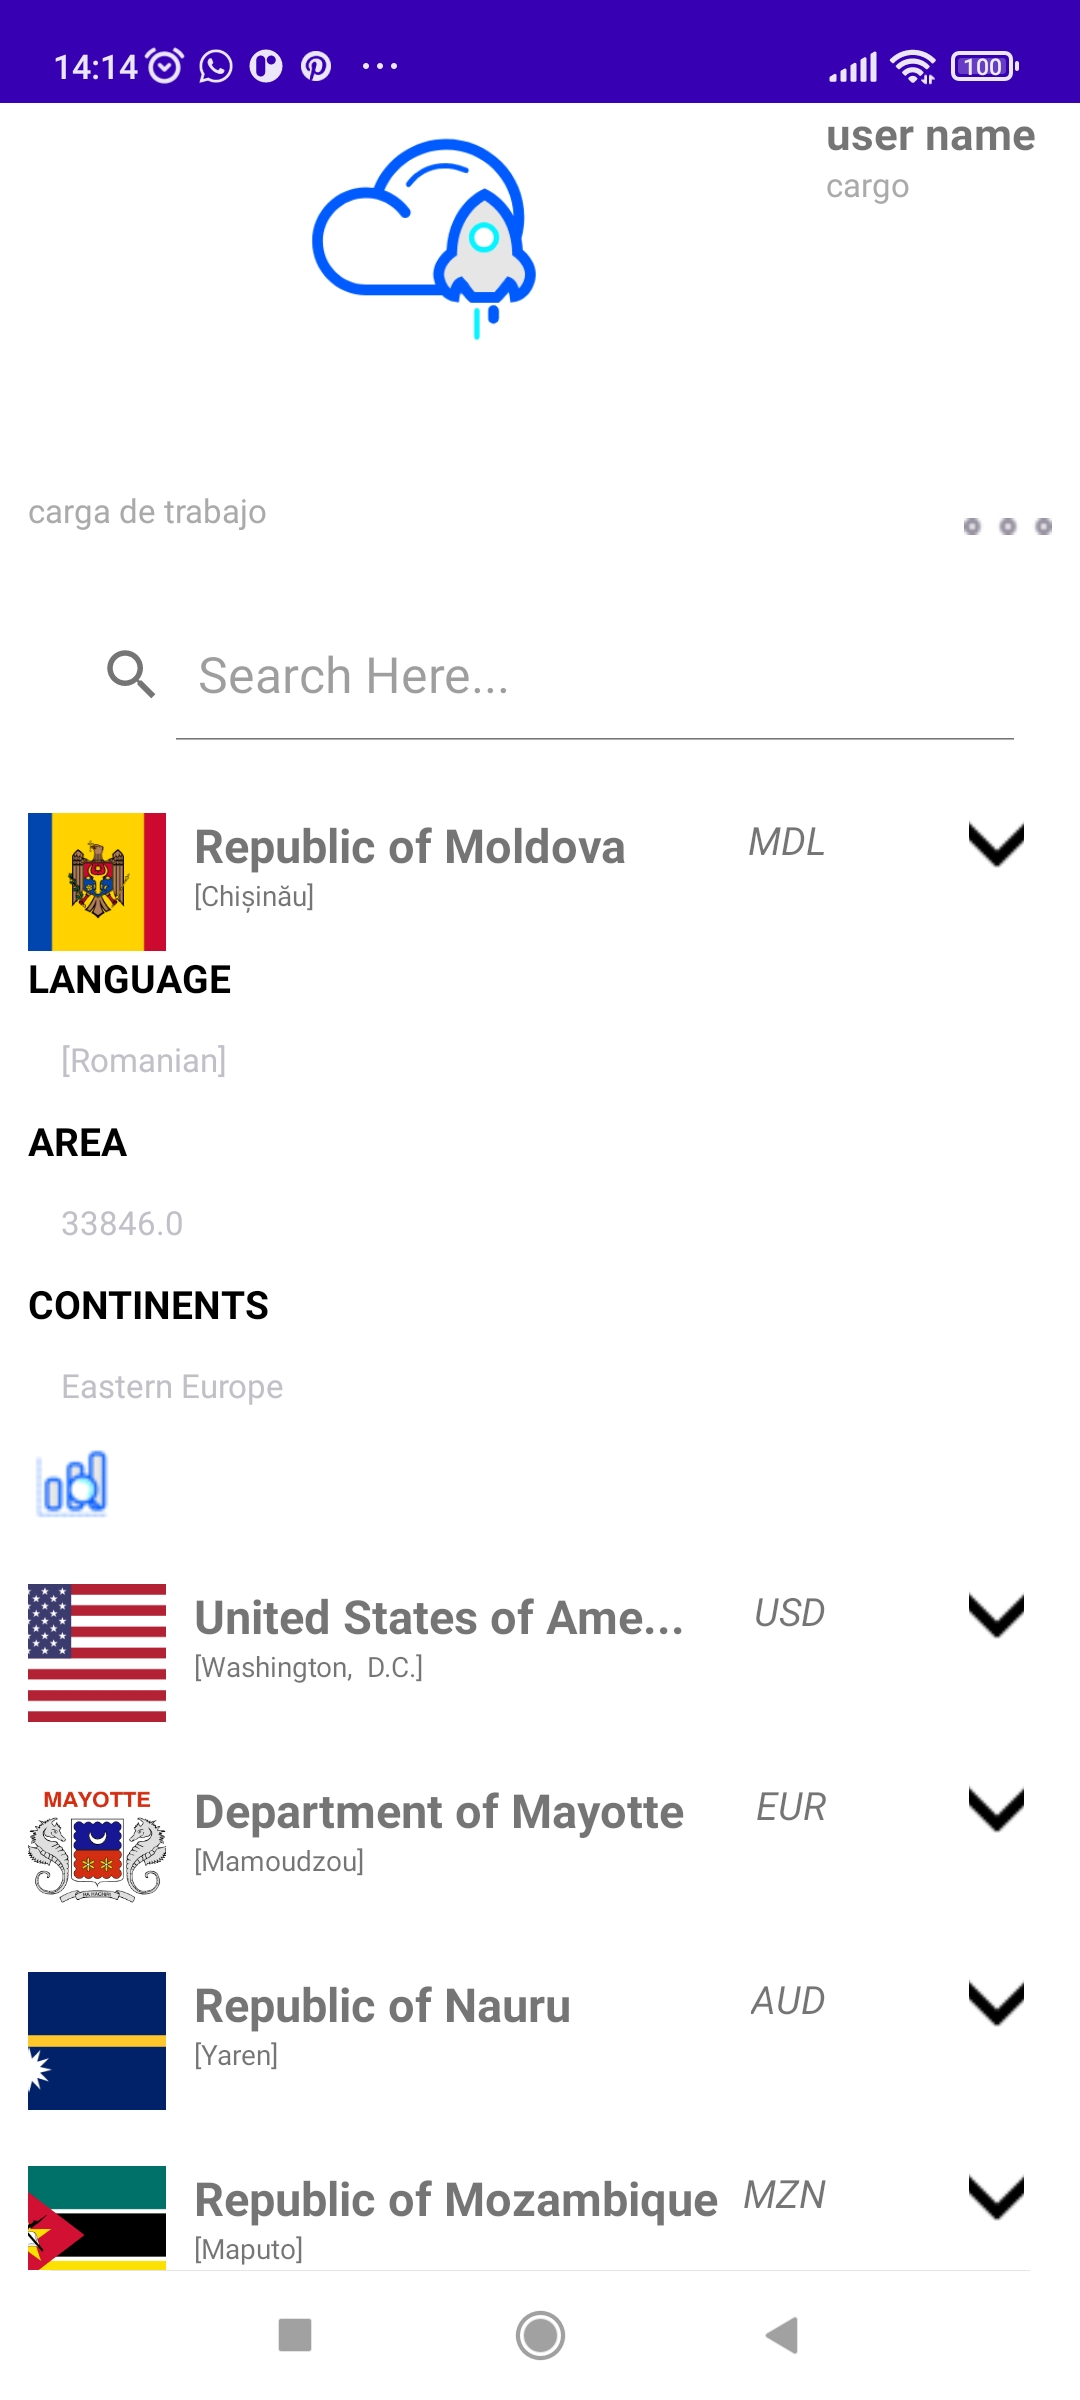 14:14
100
user name
cargo
carga de trabajo
Search Here...
Republic of Moldova MDL
[Chișinău]
LANGUAGE
[Romanian]
AREA
33846.0
CONTINENTS
Eastern Europe
United States of Ame... USD
[Washington, D.C.]
MAYOTTE
Department of Mayotte EUR
[Mamoudzou]
Republic of Nauru AUD
[Yaren]
Republic of Mozambique MZN
[Maputo]